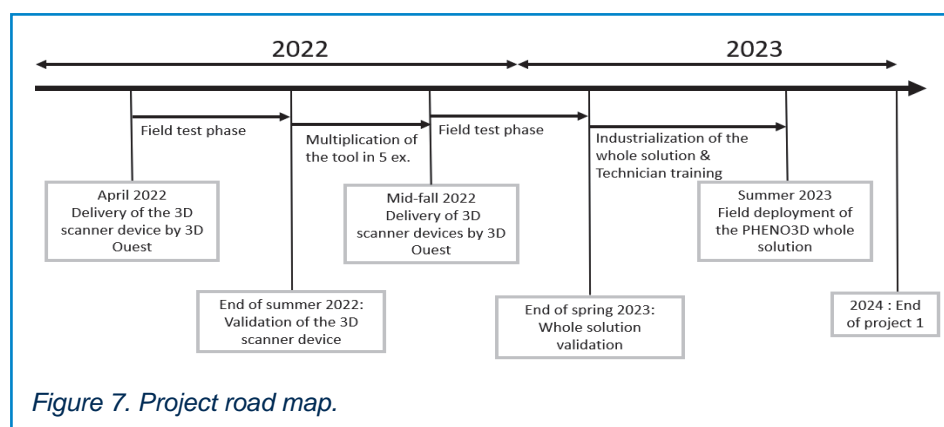 2022
2023
Field test phase
Multiplication of
the tool in 5 ex.
Field test phase
Industrialization of the
whole solution &
Technician training
April 2022
Delivery of the 3D
scanner device by 3D
Ouest
Mid-fall 2022
Delivery of 3D
scanner devices by 3D
Ouest
Summer 2023
Field deployment of
the PHENO3D whole
solution
End of summer 2022:
Validation of the 3D
scanner device
End of spring 2023:
Whole solution
validation
2024 : End
of project 1
Figure 7. Project road map.